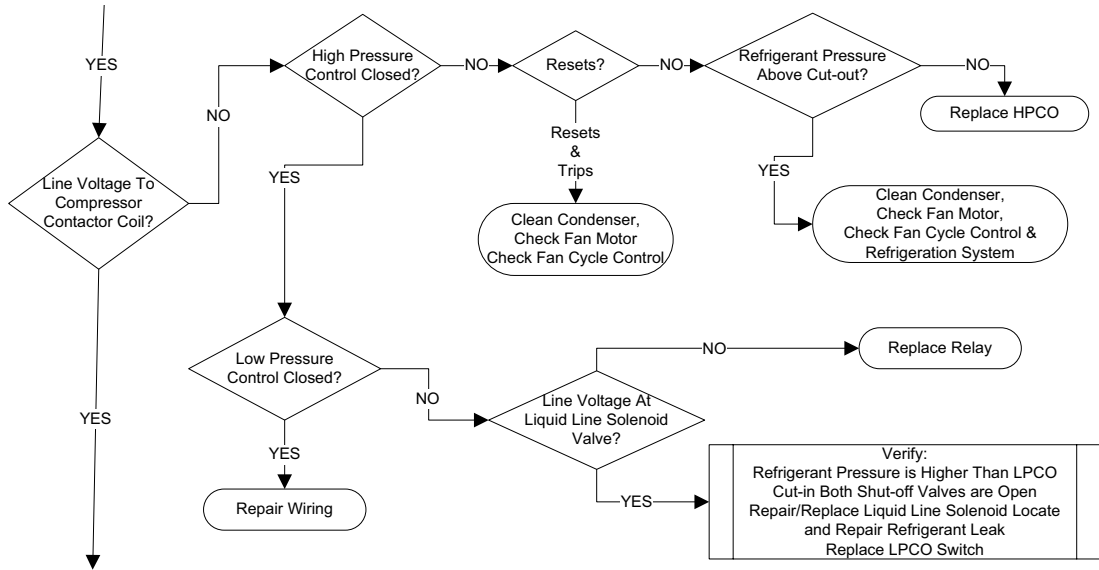 YES
Line Voltage To
Compressor
Contactor Coil?
NO
YES
High Pressure
Control Closed?
NO
YES
Resets?
NO
Resets
&
Trips
Clean Condenser,
Check Fan Motor
Check Fan Cycle Control
Refrigerant Pressure
Above Cut-out?
NO
Replace HPCO
YES
Clean Condenser,
Check Fan Motor,
Check Fan Cycle Control &
Refrigeration System
Low Pressure
Control Closed?
YES
Repair Wiring
NO
Line Voltage At
Liquid Line Solenoid
Valve?
NO
Replace Relay
YES
Verify:
Refrigerant Pressure is Higher Than LPCO
Cut-in Both Shut-off Valves are Open
Repair/Replace Liquid Line Solenoid Locate
and Repair Refrigerant Leak
Replace LPCO Switch